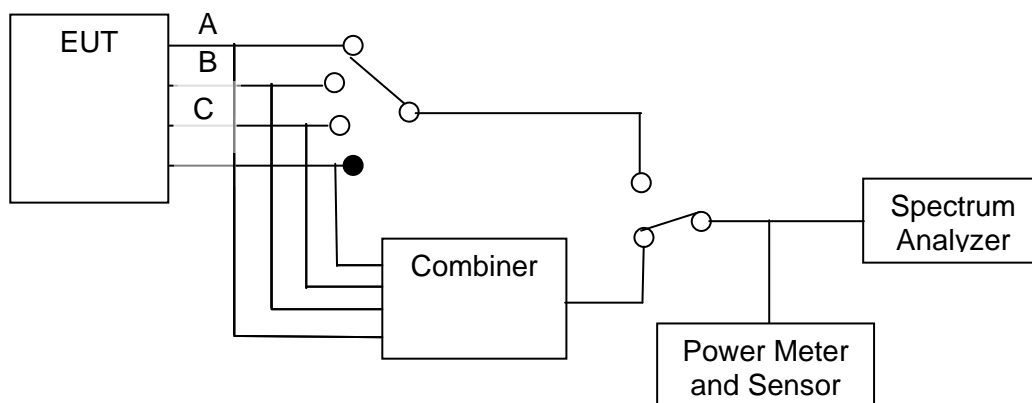 EUT
A
B
C
Combiner
Spectrum
Analyzer
Power Meter
and Sensor